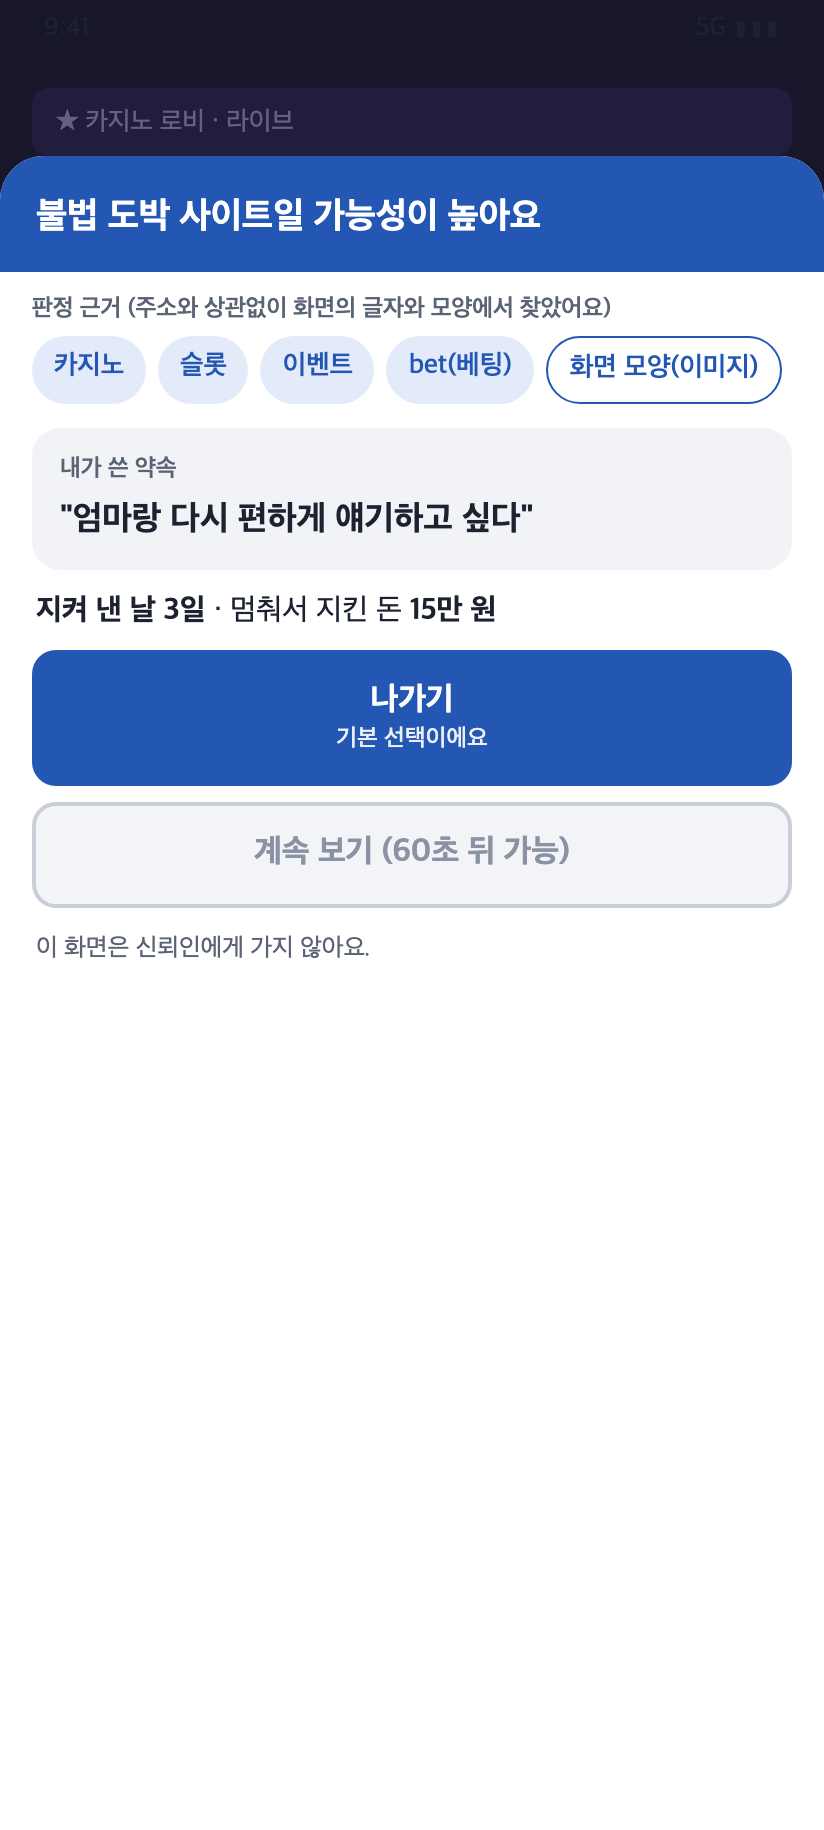 9:41 5G
★ 카지노 로비 · 라이브
불법 도박 사이트일 가능성이 높아요
판정 근거 (주소와 상관없이 화면의 글자와 모양에서 찾았어요)
카지노 슬롯 이벤트 bet(베팅) 화면 모양(이미지)
내가 쓴 약속
"엄마랑 다시 편하게 얘기하고 싶다"
지켜 낸 날 3일 · 멈춰서 지킨 돈 15만 원
나가기
기본 선택이에요
계속 보기 (60초 뒤 가능)
이 화면은 신뢰인에게 가지 않아요.